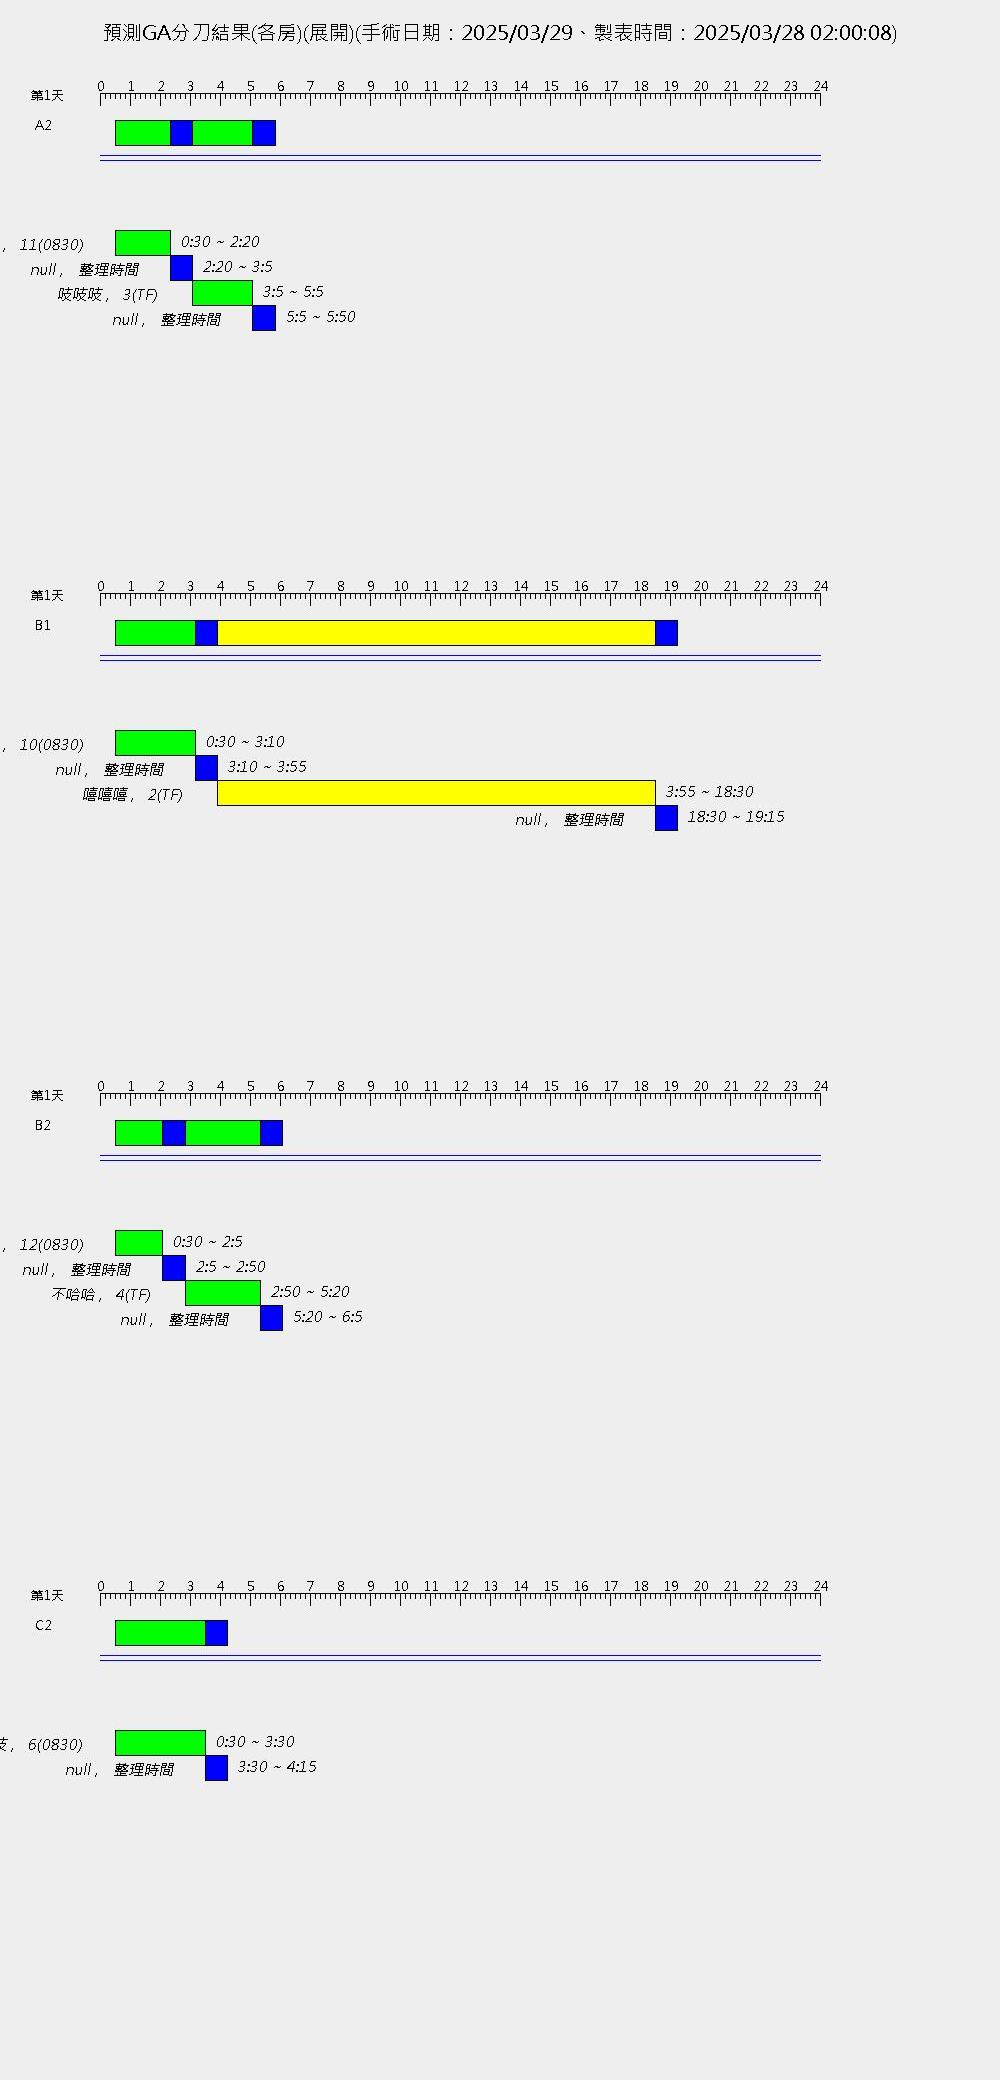 預測GA分刀結果(各房)(展開)(手術日期：2025/03/29、製表時間：2025/03/28 02:00:08)
0 1 2 3 4 5 6 7 8 9 10 11 12 13 14 15 16 17 18 19 20 21 22 23 24
第1天
A2
, 11(0830) 0:30 ~ 2:20
null, 整理時間 2:20 ~ 3:5
吱吱吱, 3(TF) 3:5 ~ 5:5
null, 整理時間 5:5 ~ 5:50
0 1 2 3 4 5 6 7 8 9 10 11 12 13 14 15 16 17 18 19 20 21 22 23 24
第1天
B1
, 10(0830) 0:30 ~ 3:10
null, 整理時間 3:10 ~ 3:55
嘻嘻嘻, 2(TF) 3:55 ~ 18:30
null, 整理時間 18:30 ~ 19:15
0 1 2 3 4 5 6 7 8 9 10 11 12 13 14 15 16 17 18 19 20 21 22 23 24
第1天
B2
, 12(0830) 0:30 ~ 2:5
null, 整理時間 2:5 ~ 2:50
不哈哈, 4(TF) 2:50 ~ 5:20
null, 整理時間 5:20 ~ 6:5
0 1 2 3 4 5 6 7 8 9 10 11 12 13 14 15 16 17 18 19 20 21 22 23 24
第1天
C2
, 6(0830) 0:30 ~ 3:30
null, 整理時間 3:30 ~ 4:15